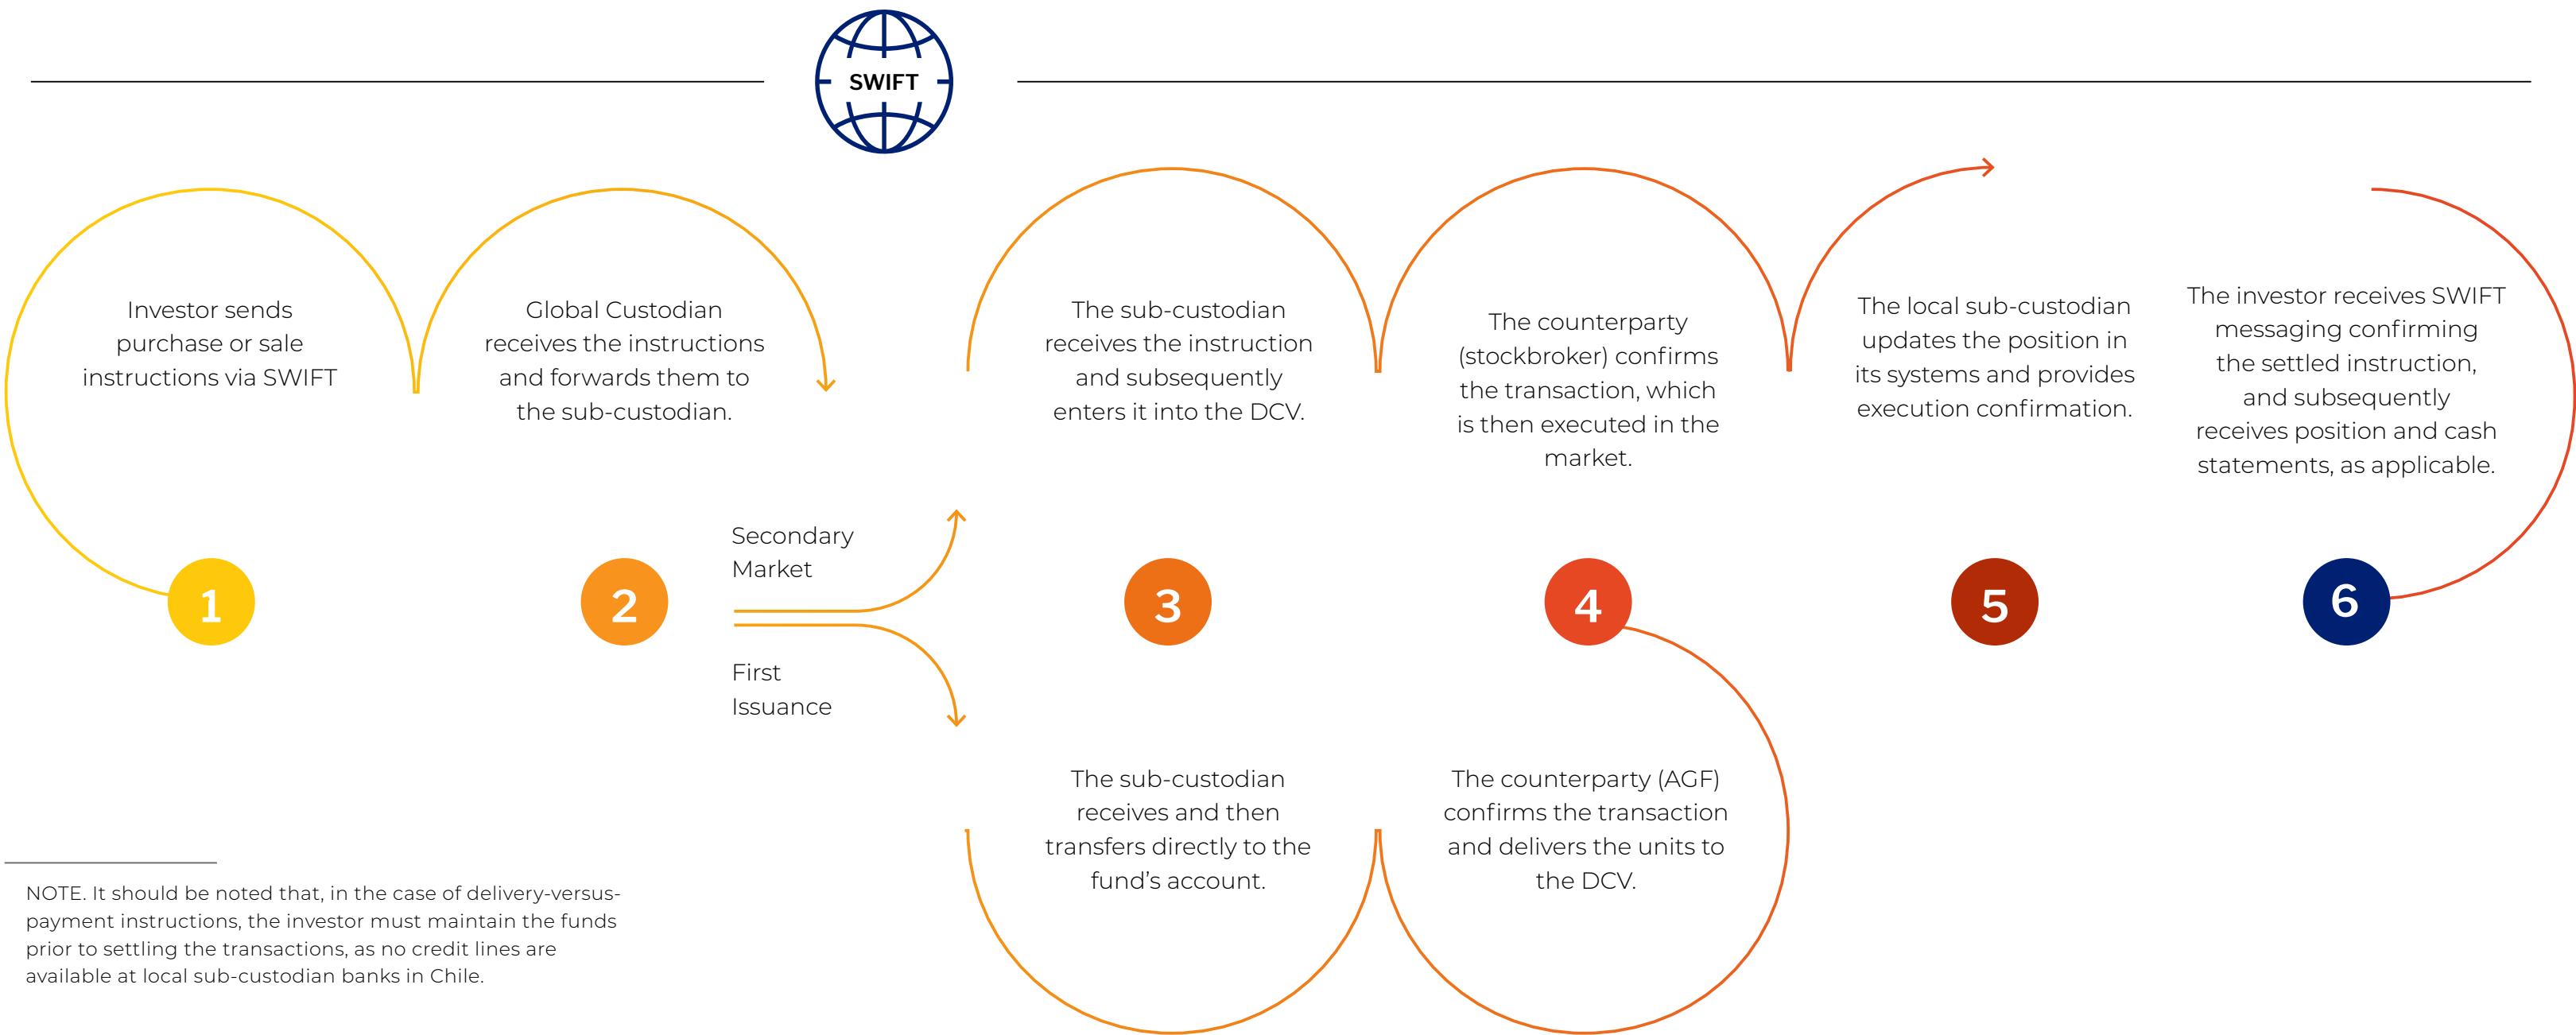 SWIFT
Investor sends
purchase or sale
instructions via SWIFT
1
Global Custodian
receives the instructions
and forwards them to
the sub-custodian.
2
Secondary
Market
First
Issuance
The sub-custodian
receives the instruction
and subsequently
enters it into the DCV.
3
The sub-custodian
receives and then
transfers directly to the
fund’s account.
The counterparty
(stockbroker) confirms
the transaction, which
is then executed in the
market.
4
The counterparty (AGF)
confirms the transaction
and delivers the units to
the DCV.
The local sub-custodian
updates the position in
its systems and provides
execution confirmation.
5
The investor receives SWIFT
messaging confirming
the settled instruction,
and subsequently
receives position and cash
statements, as applicable.
6
NOTE. It should be noted that, in the case of delivery-versus-
payment instructions, the investor must maintain the funds
prior to settling the transactions, as no credit lines are
available at local sub-custodian banks in Chile.